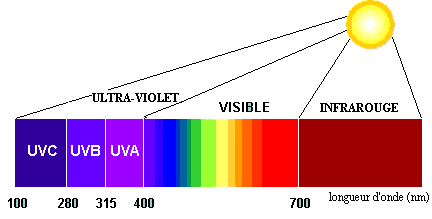 ULTRA-VIOLET
VISIBLE
INFRAROUGE
UVC UVB UVA
100 280 315 400 700 longueur d'onde (nm)